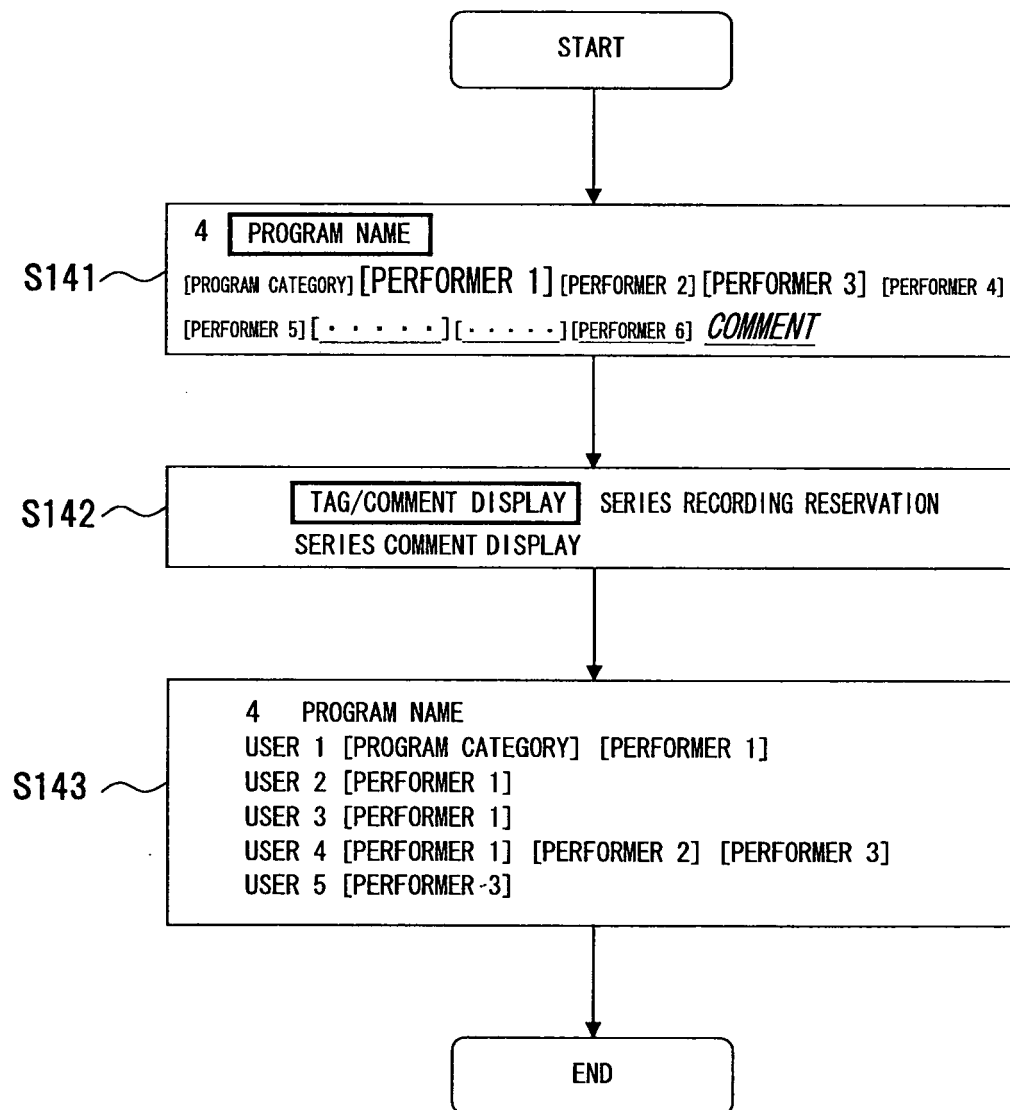 START
4 PROGRAM NAME
S141
[PROGRAM CATEGORY] [PERFORMER 1] [PERFORMER 2] [PERFORMER 3] [PERFORMER 4]
[PERFORMER 5] [·····] [·····] [PERFORMER 6] COMMENT
S142
TAG/COMMENT DISPLAY SERIES RECORDING RESERVATION
SERIES COMMENT DISPLAY
4 PROGRAM NAME
USER 1 [PROGRAM CATEGORY] [PERFORMER 1]
USER 2 [PERFORMER 1]
S143
USER 3 [PERFORMER 1]
USER 4 [PERFORMER 1] [PERFORMER 2] [PERFORMER 3]
USER 5 [PERFORMER 3]
END